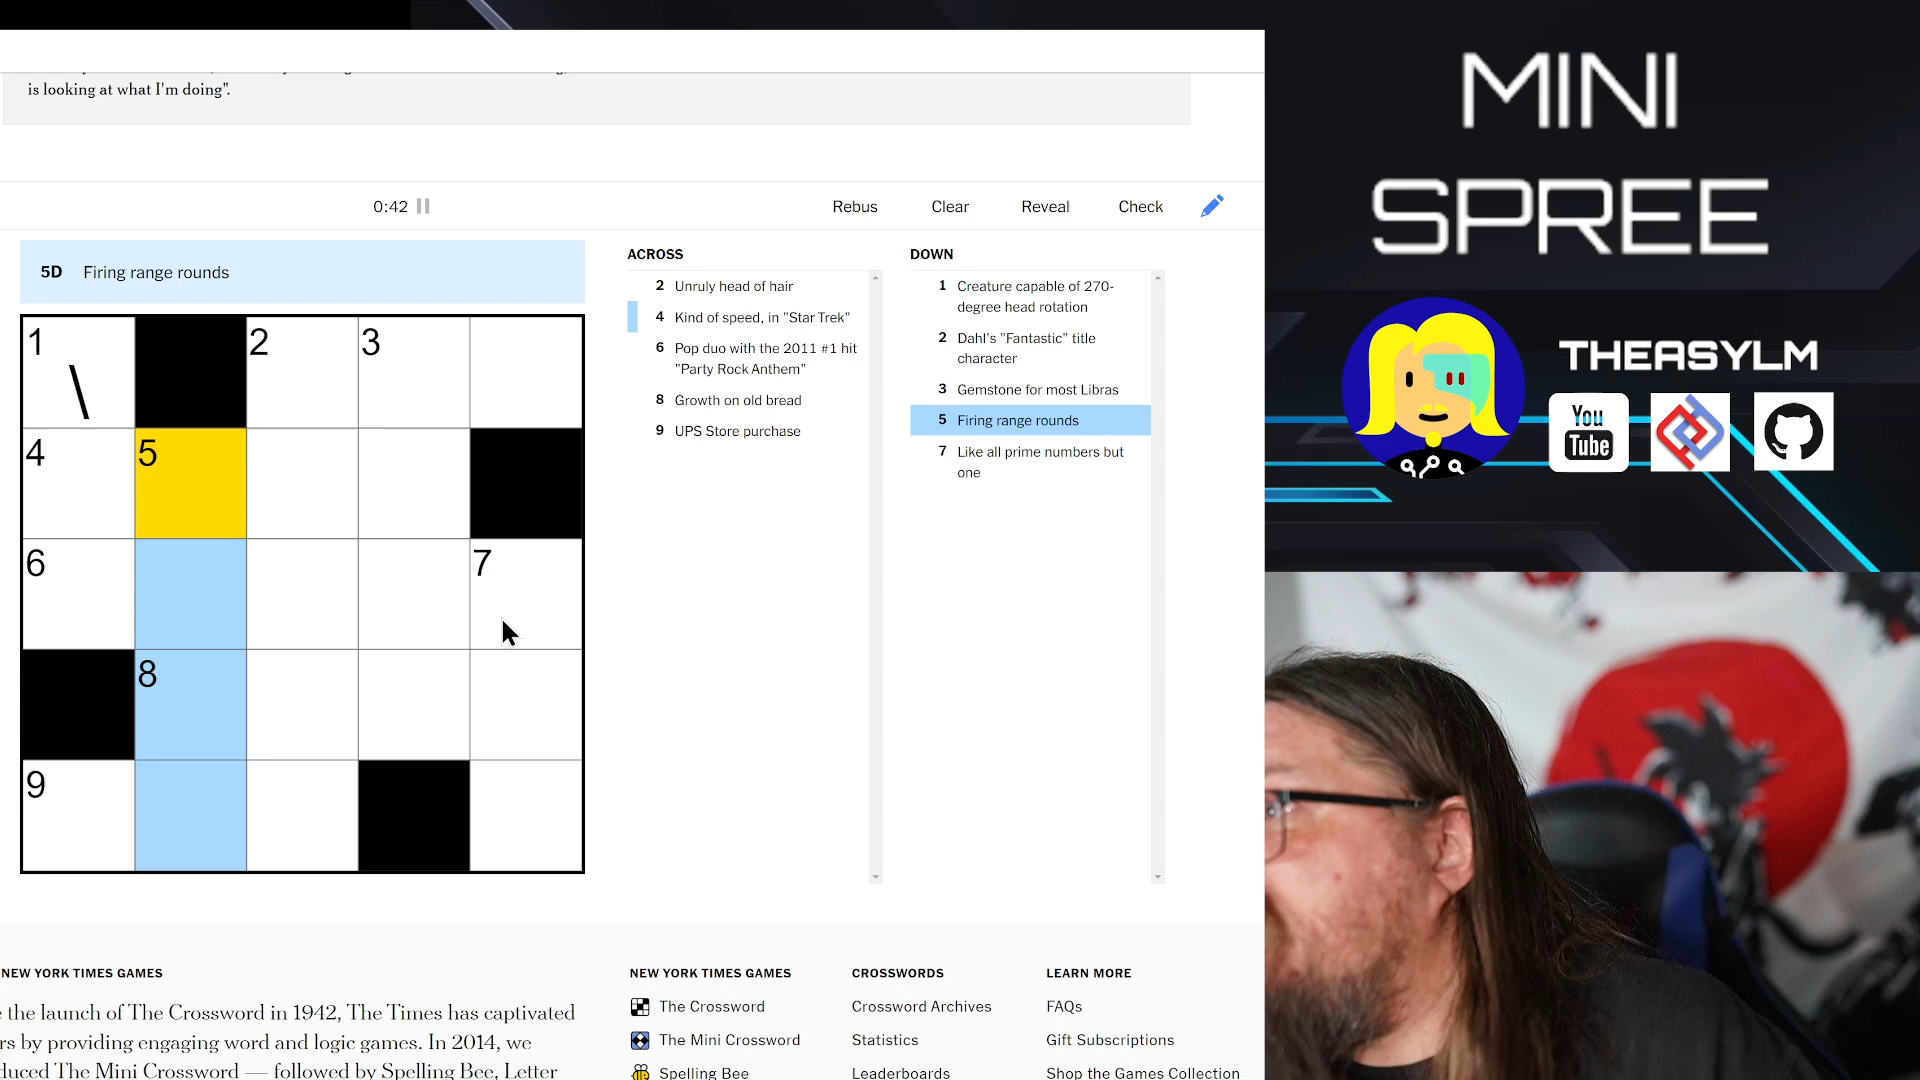 MINI
SPREE
THEASYLM
You
Tube
is looking at what I'm doing".
0:42
Rebus
Clear
Reveal
Check
5D Firing range rounds
1
2
3
\
4
5
6
7
8
9
ACROSS
2 Unruly head of hair
4 Kind of speed, in "Star Trek"
6 Pop duo with the 2011 #1 hit
"Party Rock Anthem"
8 Growth on old bread
9 UPS Store purchase
DOWN
1 Creature capable of 270-
degree head rotation
2 Dahl's "Fantastic" title
character
3 Gemstone for most Libras
5 Firing range rounds
7 Like all prime numbers but
one
NEW YORK TIMES GAMES
the launch of The Crossword in 1942, The Times has captivated
by providing engaging word and logic games. In 2014, we
The Mini Crossword — followed by Spelling Bee, Letter
NEW YORK TIMES GAMES
The Crossword
The Mini Crossword
Spelling Bee
CROSSWORDS
Crossword Archives
Statistics
Leaderboards
LEARN MORE
FAQs
Gift Subscriptions
Shop the Games Collection